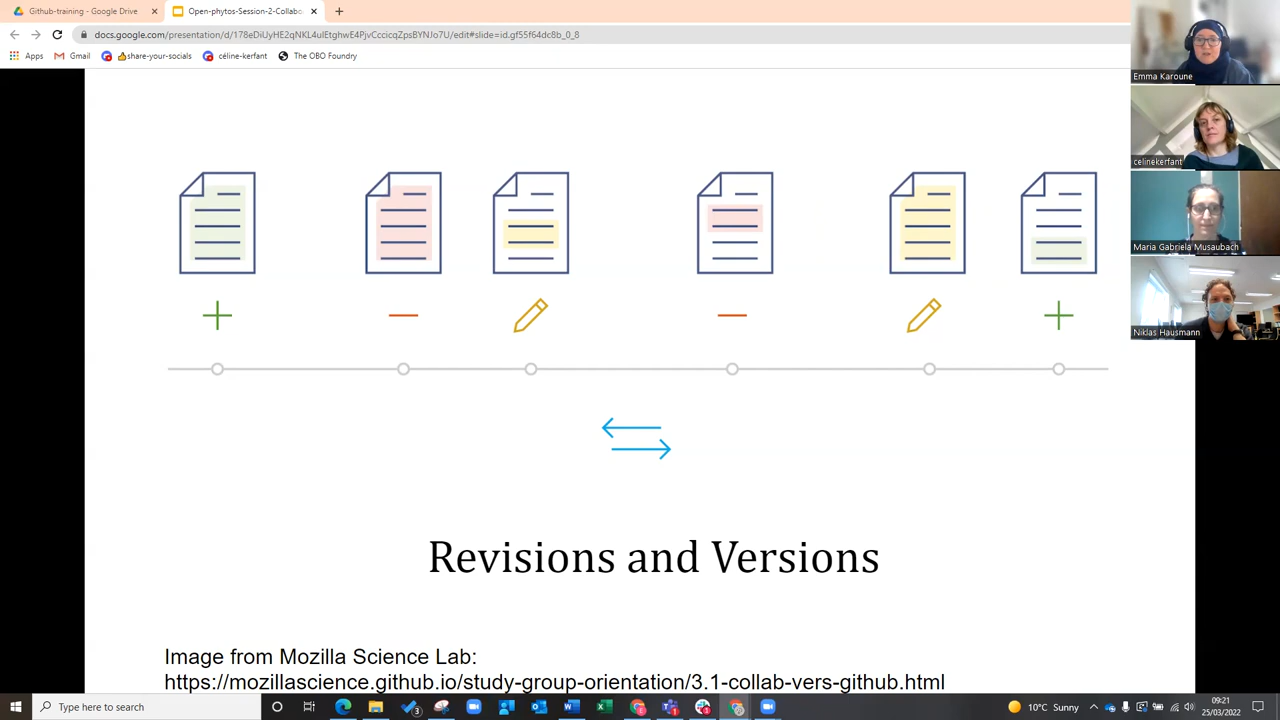 Github-training - Google Drive
Open-phytos-Session-2-Collabo
docs.google.com/presentation/d/178eDiUyHE2qNKL4uIEtghwE4PjvCccicqZpsBYNJo7U/edit#slide=id.gf55f64dc8b_0_8
Apps
Gmail
share-your-socials
céline-kerfant
The OBO Foundry
Emma Karoune
celinekerfant
Maria Gabriela Musaubach
Niklas Hausmann
Revisions and Versions
Image from Mozilla Science Lab:
https://mozillascience.github.io/study-group-orientation/3.1-collab-vers-github.html
Type here to search
10°C Sunny
09:21
25/03/2022